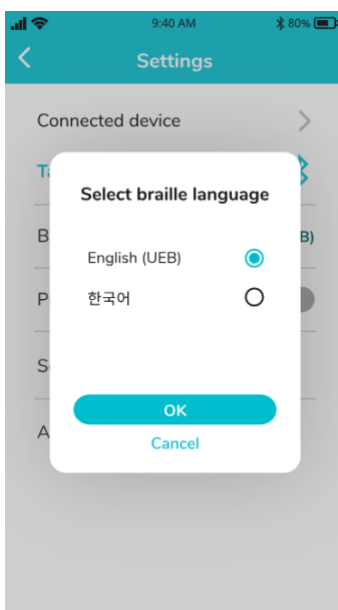 9:40 AM
80%
Settings
Connected device
Select braille language
B)
English (UEB)
한국어
OK
Cancel